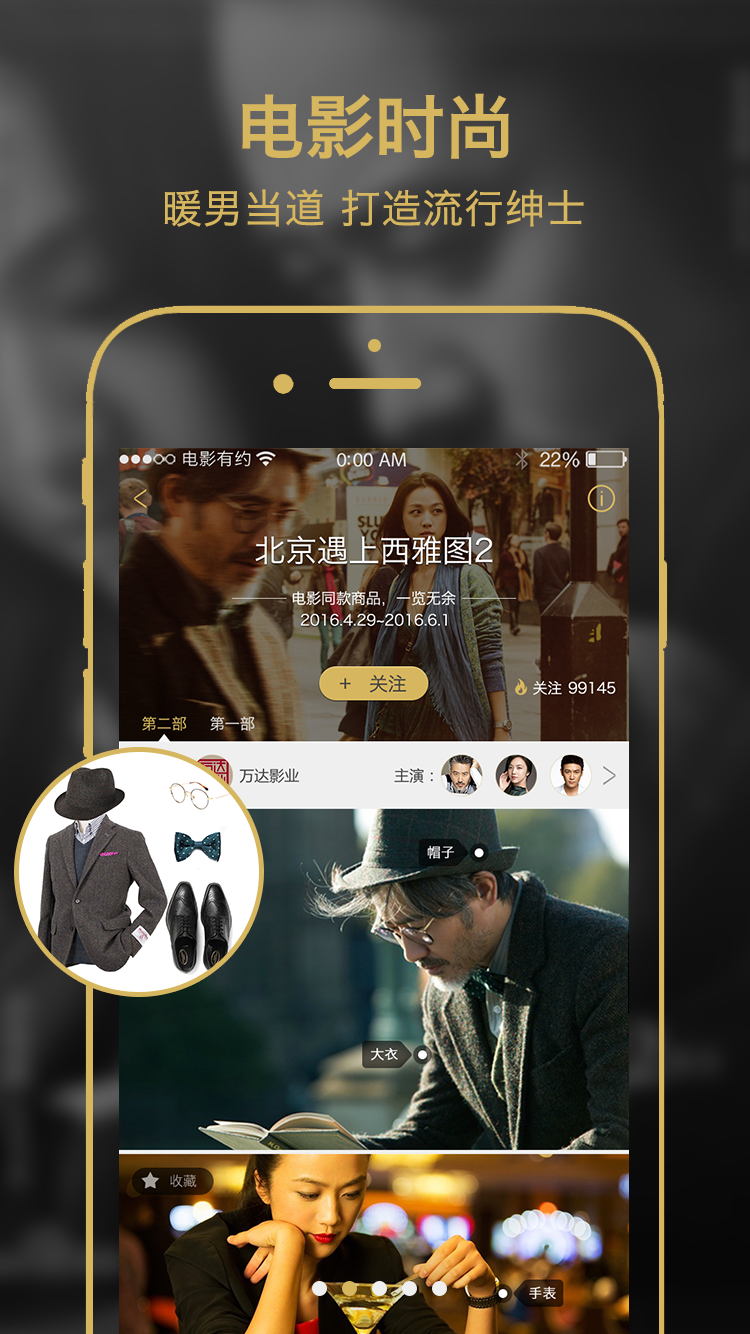 电影时尚
暖男当道 打造流行绅士
电影有约 0:00 AM 22%
北京遇上西雅图2
电影同款商品，一览无余
2016.4.29~2016.6.1
+ 关注
关注 99145
第二部 第一部
万达影业 主演：
帽子
大衣
收藏
手表